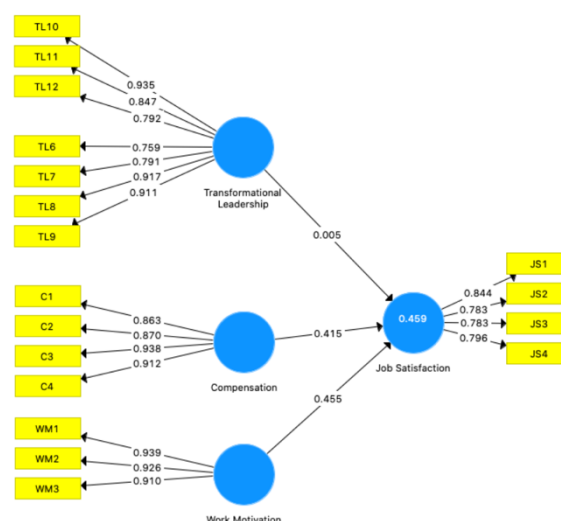 TL10
TL11
TL12
TL6
TL7
TL8
TL9
0.935
0.847
0.792
0.759
0.791
0.917
0.911
Transformational
Leadership
0.005
C1
C2
C3
C4
0.863
0.870
0.938
0.912
Compensation
0.415
WM1
WM2
WM3
0.939
0.926
0.910
Work Motivation
0.455
0.459
Job Satisfaction
0.844
0.783
0.783
0.796
JS1
JS2
JS3
JS4